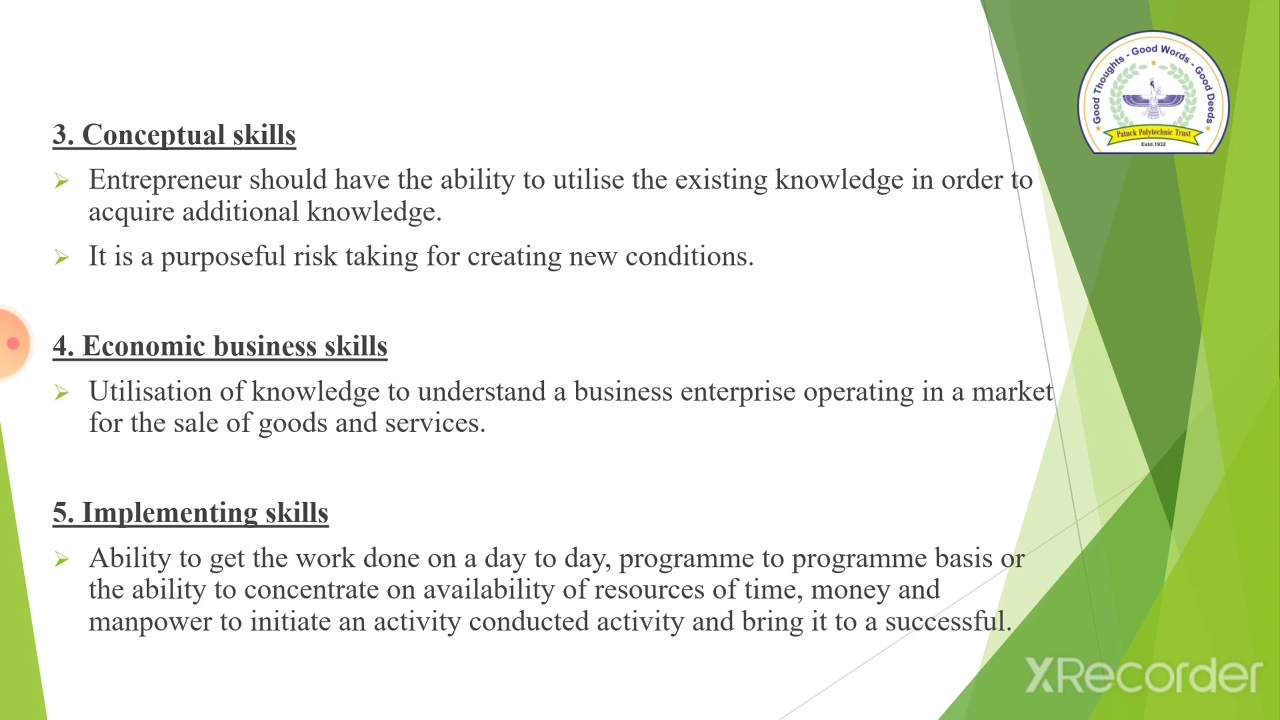 Good Thoughts - Good Words - Good Deeds
Patuck Polytechnic Trust
Estd.1932
3. Conceptual skills
Entrepreneur should have the ability to utilise the existing knowledge in order to
acquire additional knowledge.
It is a purposeful risk taking for creating new conditions.
4. Economic business skills
Utilisation of knowledge to understand a business enterprise operating in a market
for the sale of goods and services.
5. Implementing skills
Ability to get the work done on a day to day, programme to programme basis or
the ability to concentrate on availability of resources of time, money and
manpower to initiate an activity conducted activity and bring it to a successful.
XRecorder